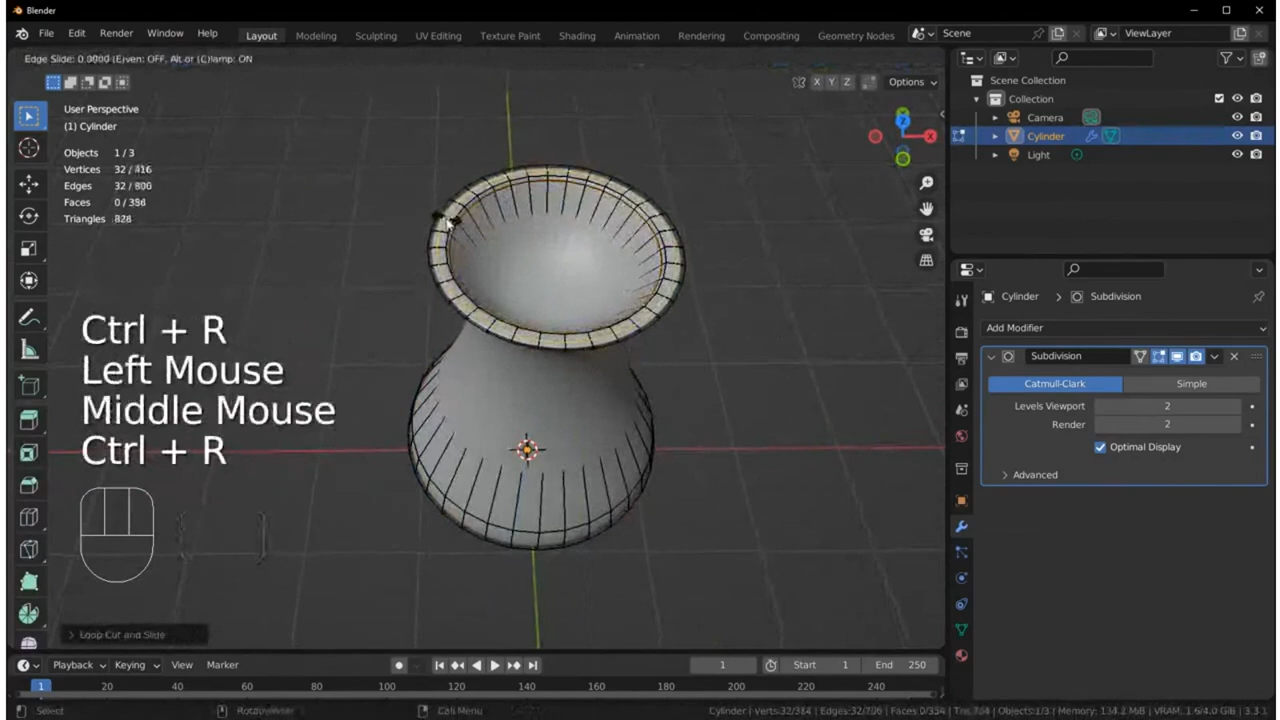 Blender
File Edit Render Window Help Layout Modeling Sculpting UV Editing Texture Paint Shading Animation Rendering Compositing Geometry Nodes Scene ViewLayer
Edge Slide: 0.0000 (E)ven: OFF, Alt or (C)lamp: ON
X Y Z Options
User Perspective
(1) Cylinder
Objects 1 / 3
Vertices 32 / 416
Edges 32 / 800
Faces 0 / 386
Triangles 828
Z
X
Ctrl + R
Left Mouse
Middle Mouse
Ctrl + R
Loop Cut and Slide
Scene Collection
Collection
Camera
Cylinder
Light
Cylinder > Subdivision
Add Modifier
Subdivision
Catmull-Clark Simple
Levels Viewport 2
Render 2
Optimal Display
Advanced
Playback Keying View Marker 1 Start 1 End 250
1 20 40 60 80 100 120 140 160 180 200 220 240
Select Call Menu Cylinder